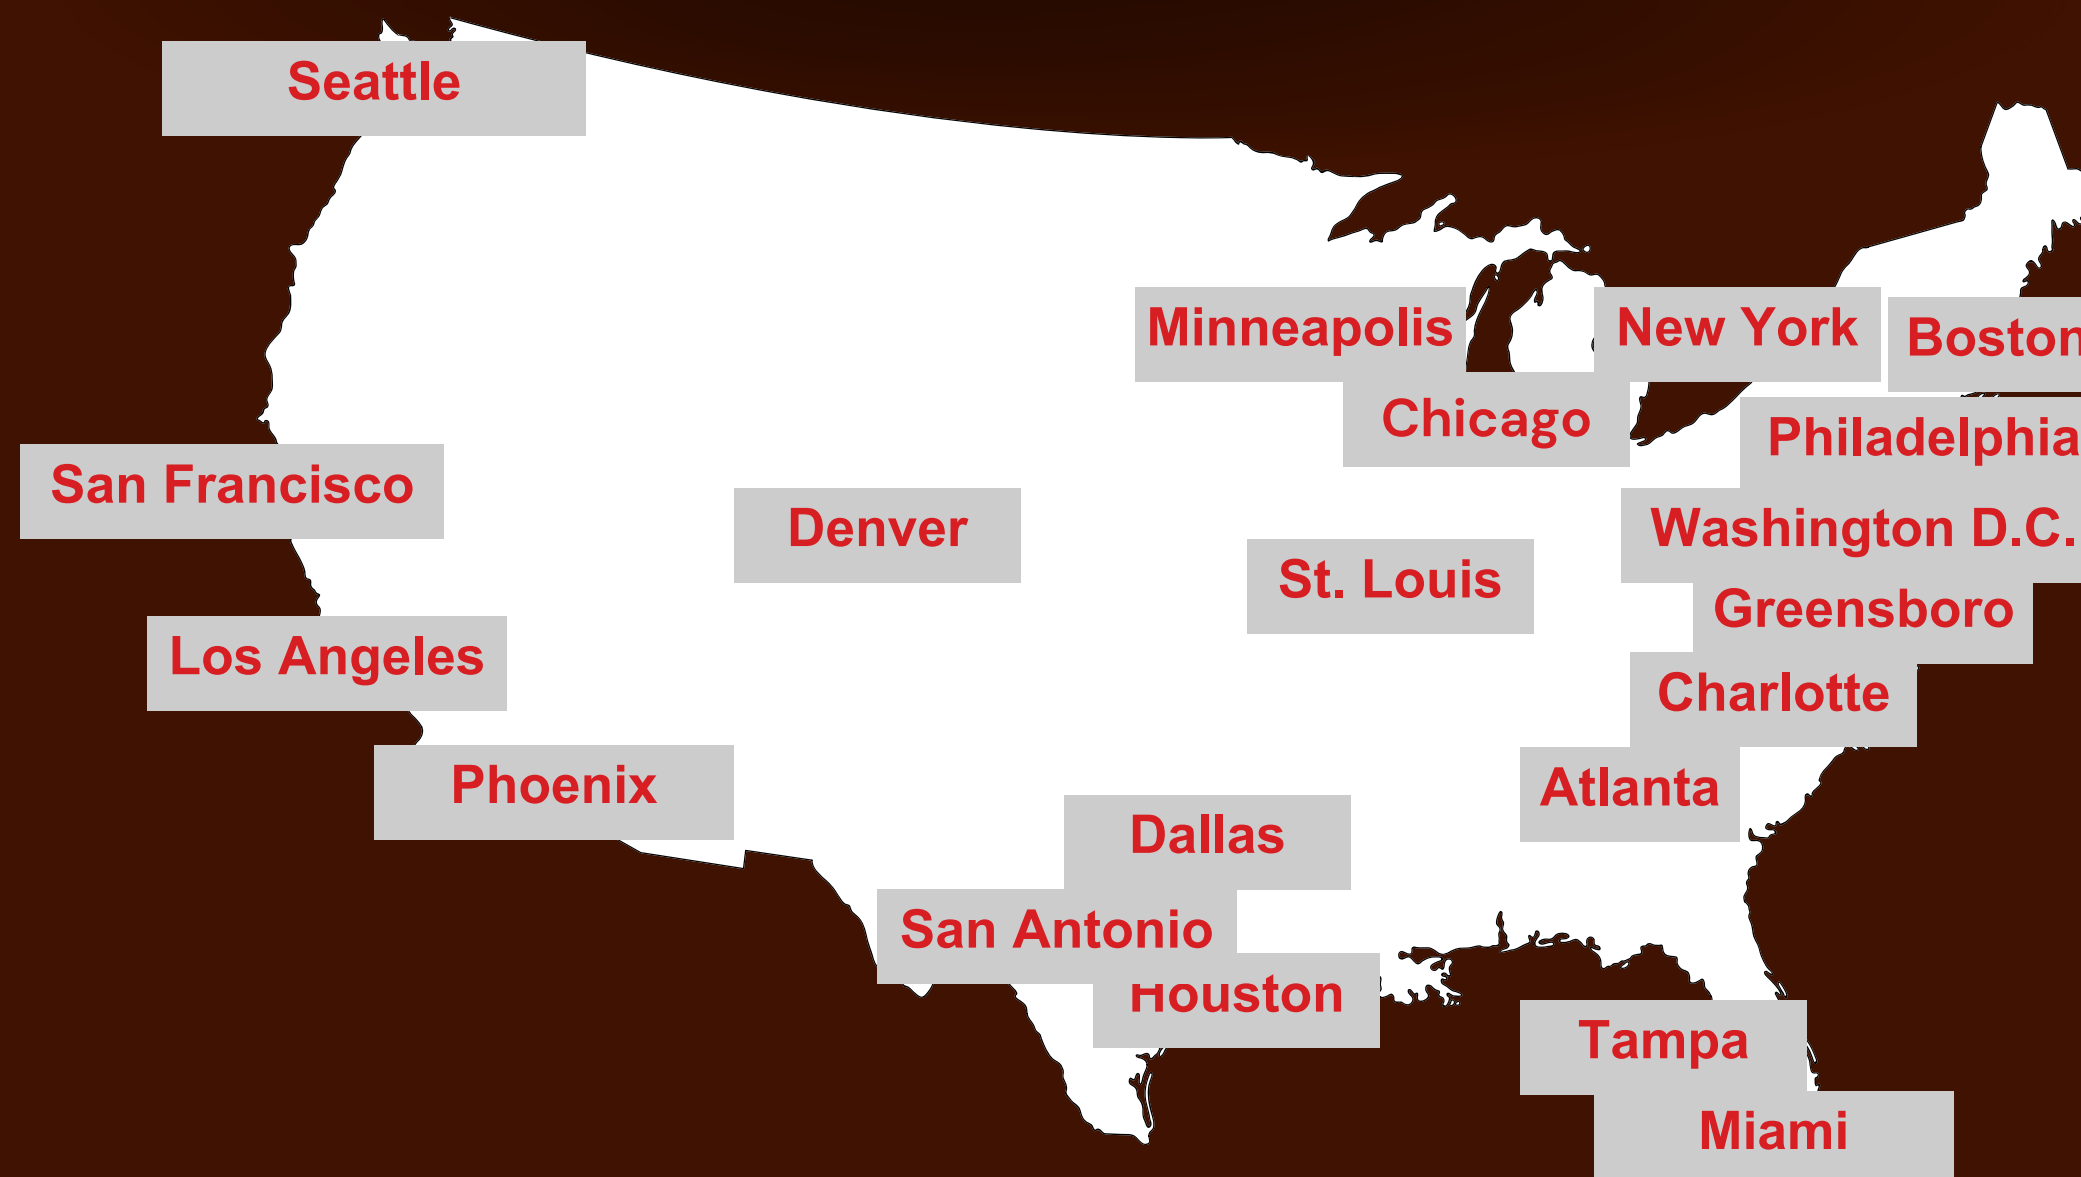 Seattle
Minneapolis
New York
Boston
Chicago
Philadelphia
San Francisco
Denver
Washington D.C.
St. Louis
Greensboro
Los Angeles
Charlotte
Phoenix
Atlanta
Dallas
San Antonio
Houston
Tampa
Miami